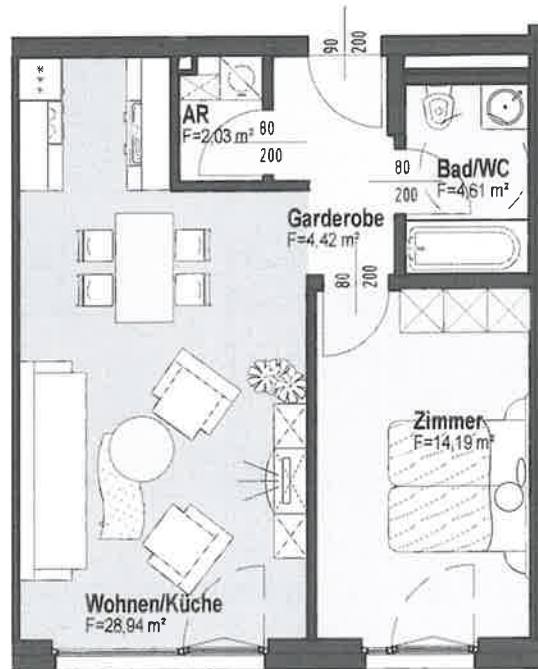 90
200
***
AR
F=2,03 m²
80
200
80
200
Bad/WC
F=4,61 m²
Garderobe
F=4,42 m²
80
200
Zimmer
F=14,19 m²
Wohnen/Küche
F=28,94 m²